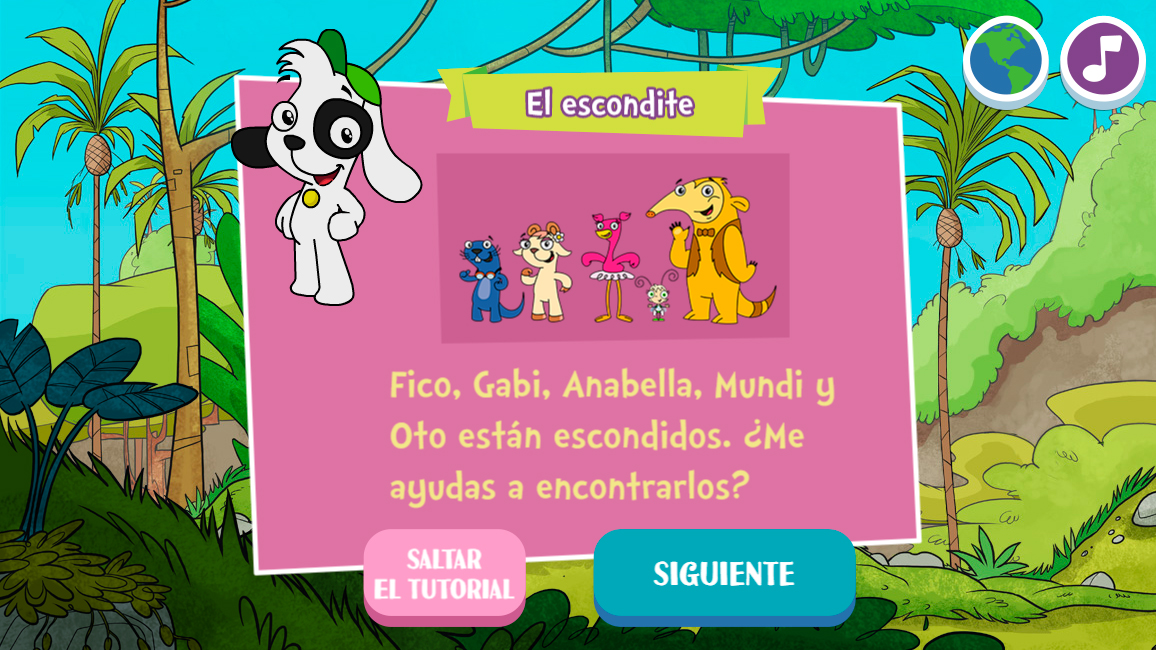 El escondite
Fico, Gabi, Anabella, Mundi y
Oto están escondidos. ¿Me
ayudas a encontrarlos?
SALTAR
EL TUTORIAL
SIGUIENTE